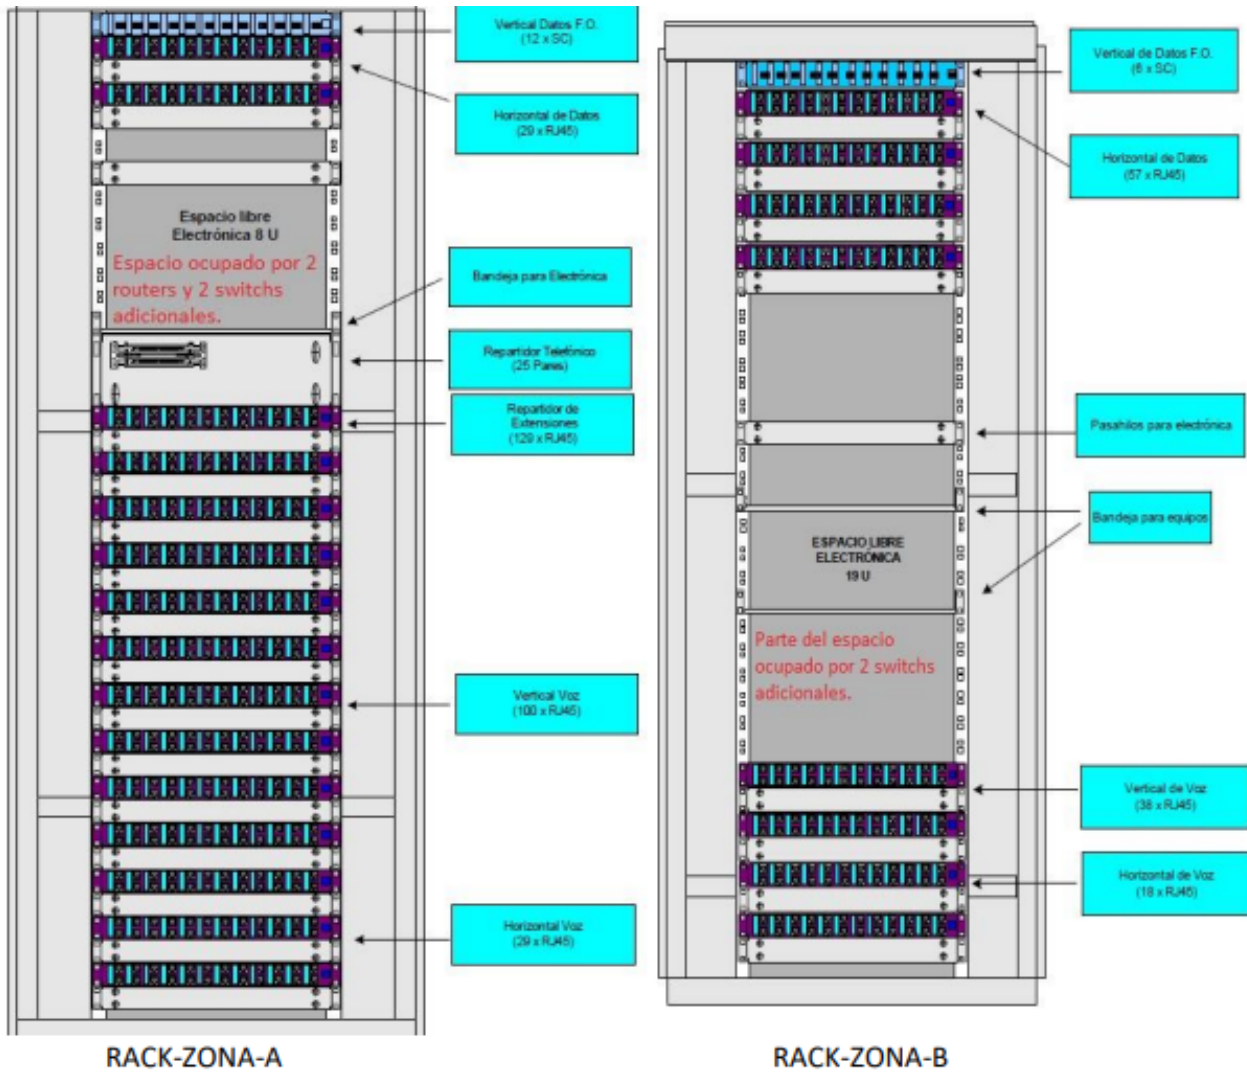 Vertical Datos F.O.
(12 x SC)
Horizontal de Datos
(29 x RJ45)
Espacio libre
Electrónica 8 U
Espacio ocupado por 2
routers y 2 switchs
adicionales.
Bandeja para Electrónica
Repartidor Telefónico
(25 Pares)
Repartidor de
Extensiones
(129 x RJ45)
Vertical Voz
(100 x RJ45)
Horizontal Voz
(29 x RJ45)
RACK-ZONA-A
Vertical de Datos F.O.
(6 x SC)
Horizontal de Datos
(57 x RJ45)
Pasahilos para electrónica
Bandeja para equipos
ESPACIO LIBRE
ELECTRÓNICA
19 U
Parte del espacio
ocupado por 2 switchs
adicionales.
Vertical de Voz
(38 x RJ45)
Horizontal de Voz
(18 x RJ45)
RACK-ZONA-B